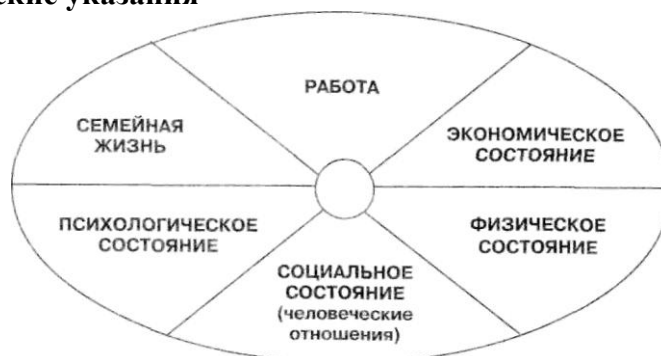 ские указания
РАБОТА
СЕМЕЙНАЯ
ЖИЗНЬ
ЭКОНОМИЧЕСКОЕ
СОСТОЯНИЕ
ПСИХОЛОГИЧЕСКОЕ
СОСТОЯНИЕ
ФИЗИЧЕСКОЕ
СОСТОЯНИЕ
СОЦИАЛЬНОЕ
СОСТОЯНИЕ
(человеческие
отношения)